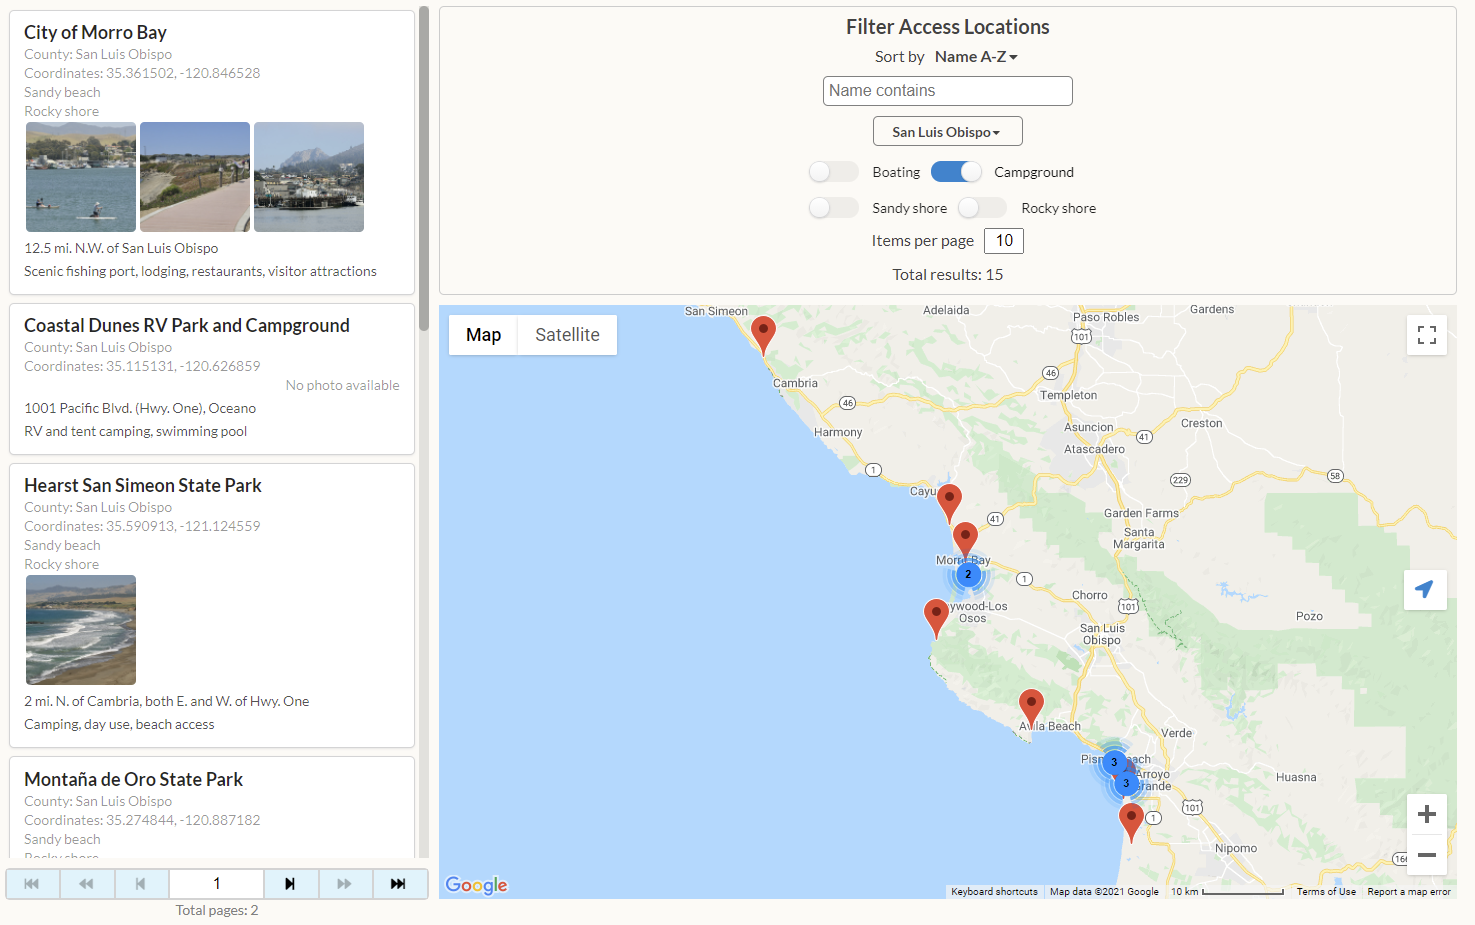 City of Morro Bay
County: San Luis Obispo
Coordinates: 35.361502, -120.846528
Sandy beach
Rocky shore
12.5 mi. N.W. of San Luis Obispo
Scenic fishing port, lodging, restaurants, visitor attractions
Coastal Dunes RV Park and Campground
County: San Luis Obispo
Coordinates: 35.115131, -120.626859
No photo available
1001 Pacific Blvd. (Hwy. One), Oceano
RV and tent camping, swimming pool
Hearst San Simeon State Park
County: San Luis Obispo
Coordinates: 35.590913, -121.124559
Sandy beach
Rocky shore
2 mi. N. of Cambria, both E. and W. of Hwy. One
Camping, day use, beach access
Montaña de Oro State Park
County: San Luis Obispo
Coordinates: 35.274844, -120.887182
Sandy beach
Rocky shore
1
Total pages: 2
Filter Access Locations
Sort by Name A-Z
Name contains
San Luis Obispo
Boating Campground
Sandy shore Rocky shore
Items per page 10
Total results: 15
Map Satellite
San Simeon
Adelaida
Gardens
Paso Robles
101
46
Cambria
46
Templeton
Harmony
Asuncion
41
Creston
Atascadero
1
58
229
Cayu
41
Garden Farms
Santa
Margarita
Morro Bay
2
1
Chorro
101
ywood-Los
Osos
Pozo
San Luis
Obispo
Avila Beach
Verde
Pism each
3
3
Arroyo
rande
Huasna
101
1
Nipomo
166
Google
Keyboard shortcuts Map data ©2021 Google 10 km Terms of Use Report a map error